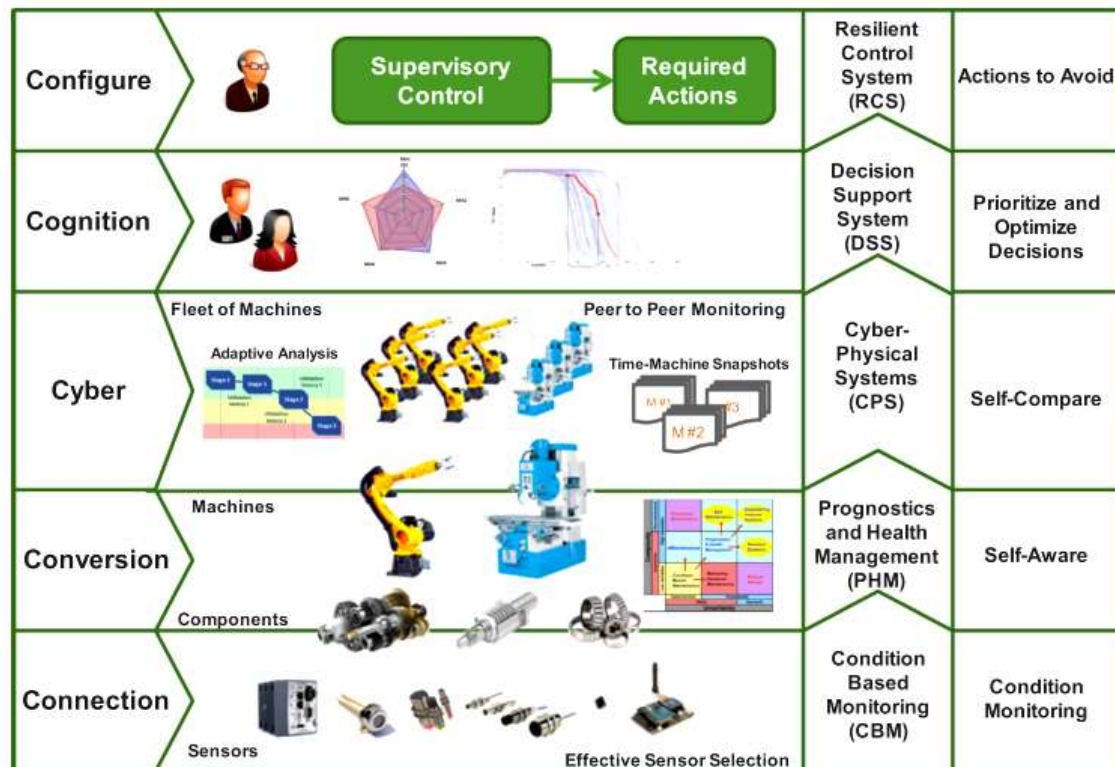 Configure
Supervisory
Control
Required
Actions
Resilient
Control
System
(RCS)
Actions to Avoid
Cognition
Decision
Support
System
(DSS)
Prioritize and
Optimize
Decisions
Cyber
Fleet of Machines
Peer to Peer Monitoring
Adaptive Analysis
Time-Machine Snapshots
M #2
#3
Cyber-
Physical
Systems
(CPS)
Self-Compare
Conversion
Machines
Components
Prognostics
and Health
Management
(PHM)
Self-Aware
Connection
Sensors
Effective Sensor Selection
Condition
Based
Monitoring
(CBM)
Condition
Monitoring